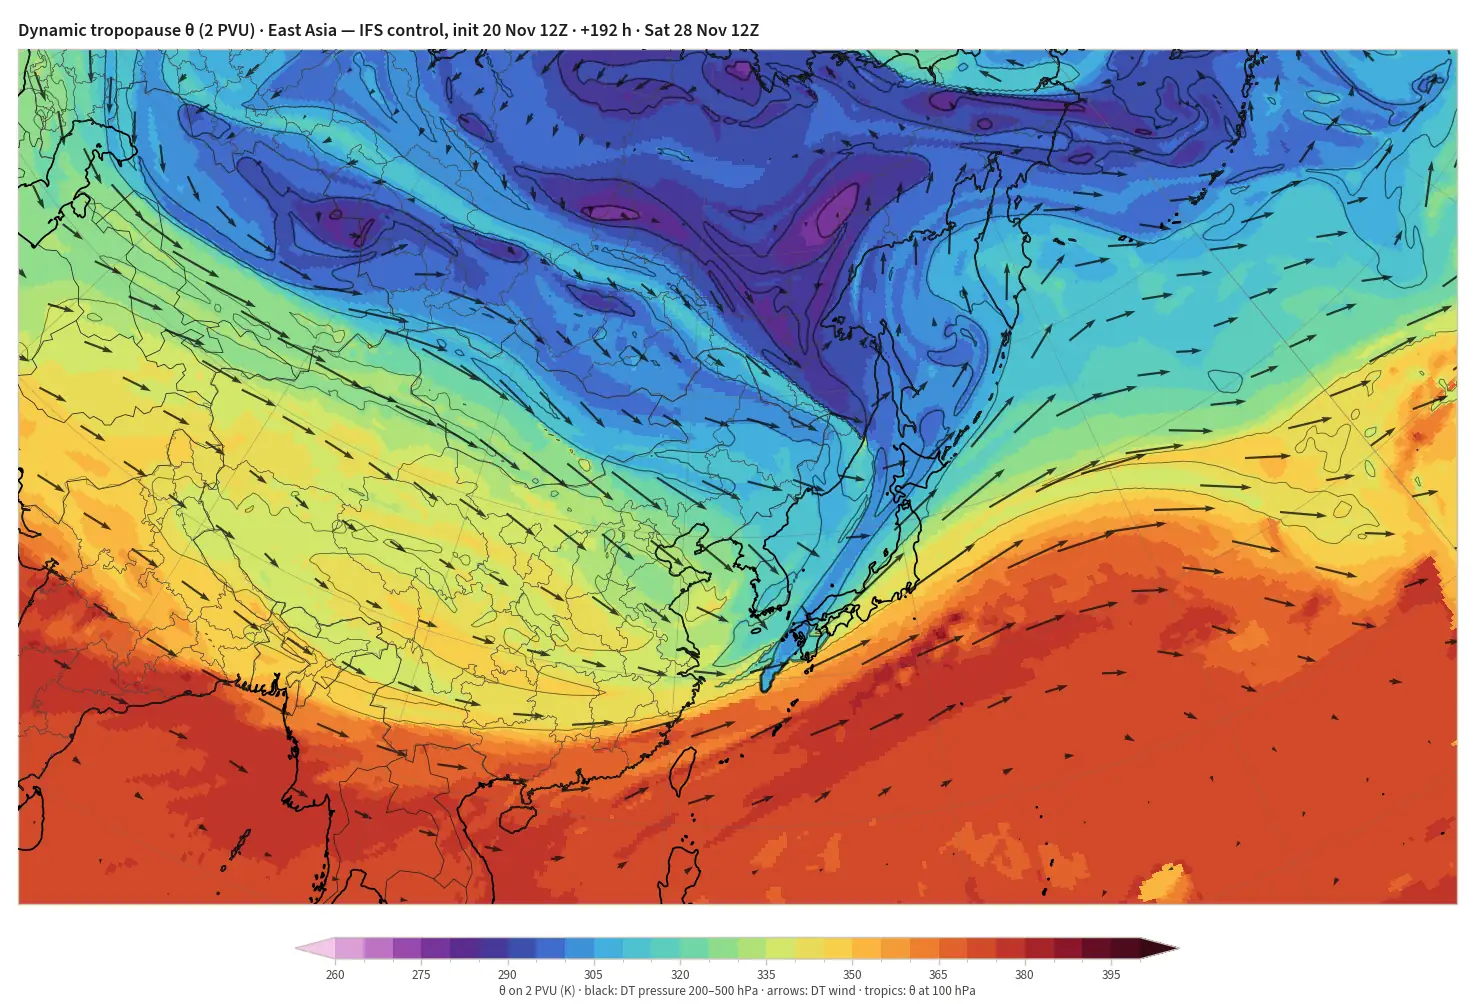 Dynamic tropopause θ (2 PVU) · East Asia — IFS control, init 20 Nov 12Z · +192 h · Sat 28 Nov 12Z
260 275 290 305 320 335 350 365 380 395
θ on 2 PVU (K) · black: DT pressure 200–500 hPa · arrows: DT wind · tropics: θ at 100 hPa